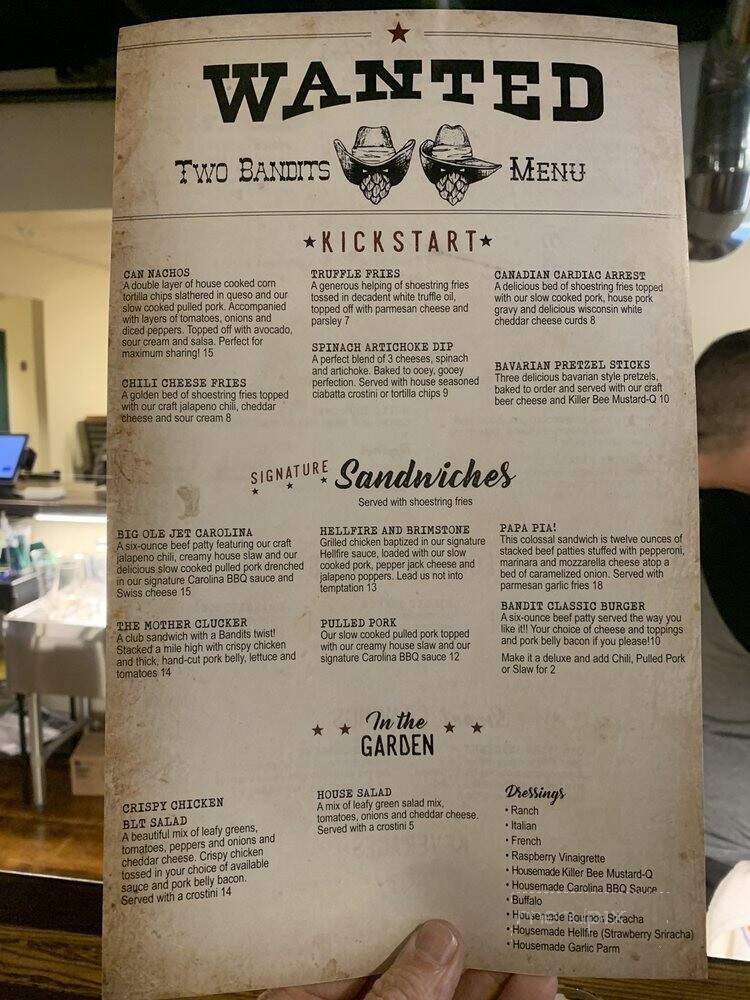 WANTED
TWO BANDITS MENU
KICKSTART
CAN NACHOS
A double layer of house cooked corn
tortilla chips slathered in queso and our
slow cooked pulled pork. Accompanied
with layers of tomatoes, onions and
diced peppers. Topped off with avocado,
sour cream and salsa. Perfect for
maximum sharing! 15
CHILI CHEESE FRIES
A golden bed of shoestring fries topped
with our craft jalapeno chili, cheddar
cheese and sour cream 8
TRUFFLE FRIES
A generous helping of shoestring fries
tossed in decadent white truffle oil,
topped off with parmesan cheese and
parsley 7
SPINACH ARTICHOKE DIP
A perfect blend of 3 cheeses, spinach
and artichoke. Baked to ooey, gooey
perfection. Served with house seasoned
ciabatta crostini or tortilla chips 9
CANADIAN CARDIAC ARREST
A delicious bed of shoestring fries topped
with our slow cooked pork, house pork
gravy and delicious wisconsin white
cheddar cheese curds 8
BAVARIAN PRETZEL STICKS
Three delicious bavarian style pretzels,
baked to order and served with our craft
beer cheese and Killer Bee Mustard-Q 10
SIGNATURE Sandwiches
Served with shoestring fries
BIG OLE JET CAROLINA
A six-ounce beef patty featuring our craft
jalapeno chili, creamy house slaw and our
delicious slow cooked pulled pork drenched
in our signature Carolina BBQ sauce and
Swiss cheese 15
THE MOTHER CLUCKER
A club sandwich with a Bandits twist!
Stacked a mile high with crispy chicken
and thick, hand-cut pork belly, lettuce and
tomatoes 14
HELLFIRE AND BRIMSTONE
Grilled chicken baptized in our signature
Hellfire sauce, loaded with our slow
cooked pork, pepper jack cheese and
jalapeno poppers. Lead us not into
temptation 13
PULLED PORK
Our slow cooked pulled pork topped
with our creamy house slaw and our
signature Carolina BBQ sauce 12
PAPA PIA!
This colossal sandwich is twelve ounces of
stacked beef patties stuffed with pepperoni,
marinara and mozzarella cheese atop a
bed of caramelized onion. Served with
parmesan garlic fries 18
BANDIT CLASSIC BURGER
A six-ounce beef patty served the way you
like it!! Your choice of cheese and toppings
and pork belly bacon if you please!10
Make it a deluxe and add Chili, Pulled Pork
or Slaw for 2
In the
GARDEN
CRISPY CHICKEN
BLT SALAD
A beautiful mix of leafy greens,
tomatoes, peppers and onions and
cheddar cheese. Crispy chicken
tossed in your choice of available
sauce and pork belly bacon.
Served with a crostini 14
HOUSE SALAD
A mix of leafy green salad mix,
tomatoes, onions and cheddar cheese.
Served with a crostini 5
Dressings
• Ranch
• Italian
• French
• Raspberry Vinaigrette
• Housemade Killer Bee Mustard-Q
• Housemade Carolina BBQ Sauce
• Buffalo
• Housemade Bourbon Sriracha
• Housemade Hellfire (Strawberry Sriracha)
• Housemade Garlic Parm